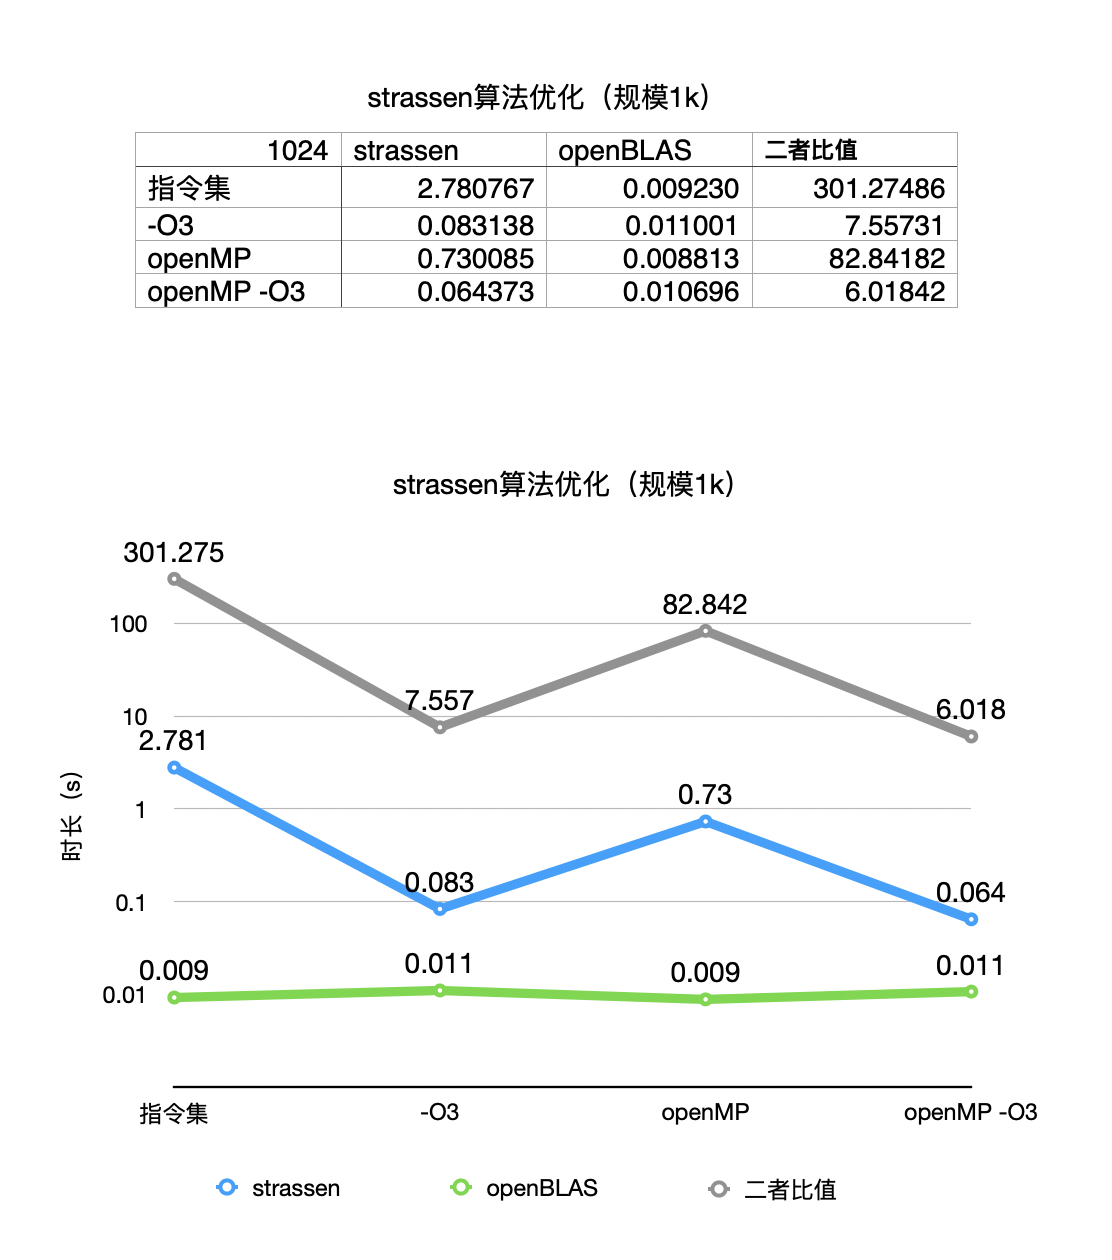 strassen算法优化（规模1k）
1024 strassen openBLAS 二者比值
指令集 2.780767 0.009230 301.27486
-O3 0.083138 0.011001 7.55731
openMP 0.730085 0.008813 82.84182
openMP -O3 0.064373 0.010696 6.01842
strassen算法优化（规模1k）
301.275
82.842
100
7.557
6.018
10
2.781
时长（s）
0.73
1
0.083
0.064
0.1
0.009
0.011
0.009
0.011
0.01
指令集 -O3 openMP openMP -O3
strassen openBLAS 二者比值